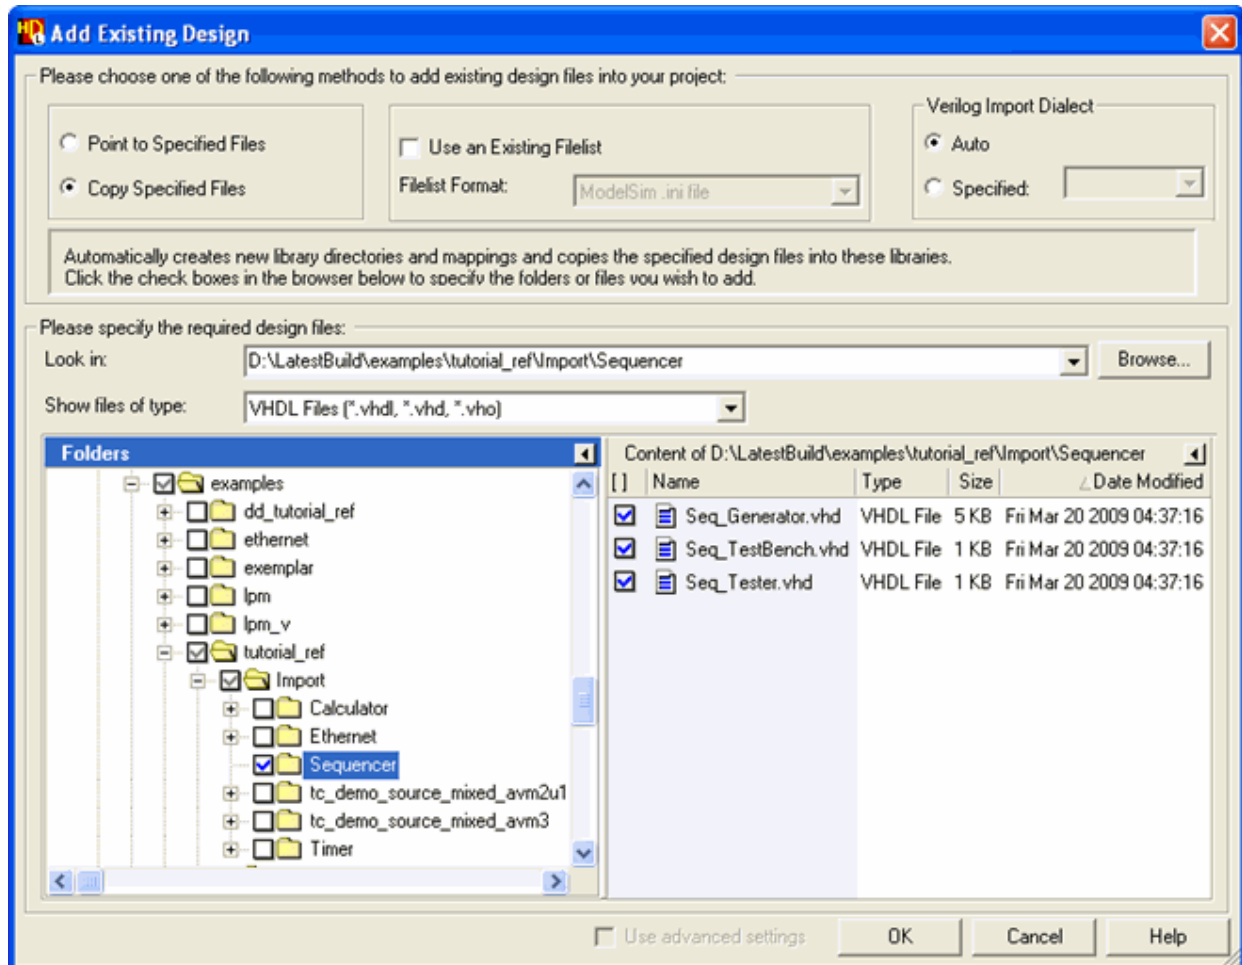 HDL Add Existing Design
Please choose one of the following methods to add existing design files into your project:
Verilog Import Dialect
Point to Specified Files
Use an Existing Filelist
Auto
Copy Specified Files
Filelist Format:
ModelSim .ini file
Specified:
Automatically creates new library directories and mappings and copies the specified design files into these libraries.
Click the check boxes in the browser below to specify the folders or files you wish to add.
Please specify the required design files:
Look in:
D:\LatestBuild\examples\tutorial_ref\Import\Sequencer
Browse...
Show files of type:
VHDL Files (*.vhdl, *.vhd, *.vho)
Folders
examples
dd_tutorial_ref
ethernet
exemplar
lpm
lpm_v
tutorial_ref
Import
Calculator
Ethernet
Sequencer
tc_demo_source_mixed_avm2u1
tc_demo_source_mixed_avm3
Timer
Content of D:\LatestBuild\examples\tutorial_ref\Import\Sequencer
[ ] Name Type Size Date Modified
Seq_Generator.vhd VHDL File 5 KB Fri Mar 20 2009 04:37:16
Seq_TestBench.vhd VHDL File 1 KB Fri Mar 20 2009 04:37:16
Seq_Tester.vhd VHDL File 1 KB Fri Mar 20 2009 04:37:16
Use advanced settings
OK
Cancel
Help